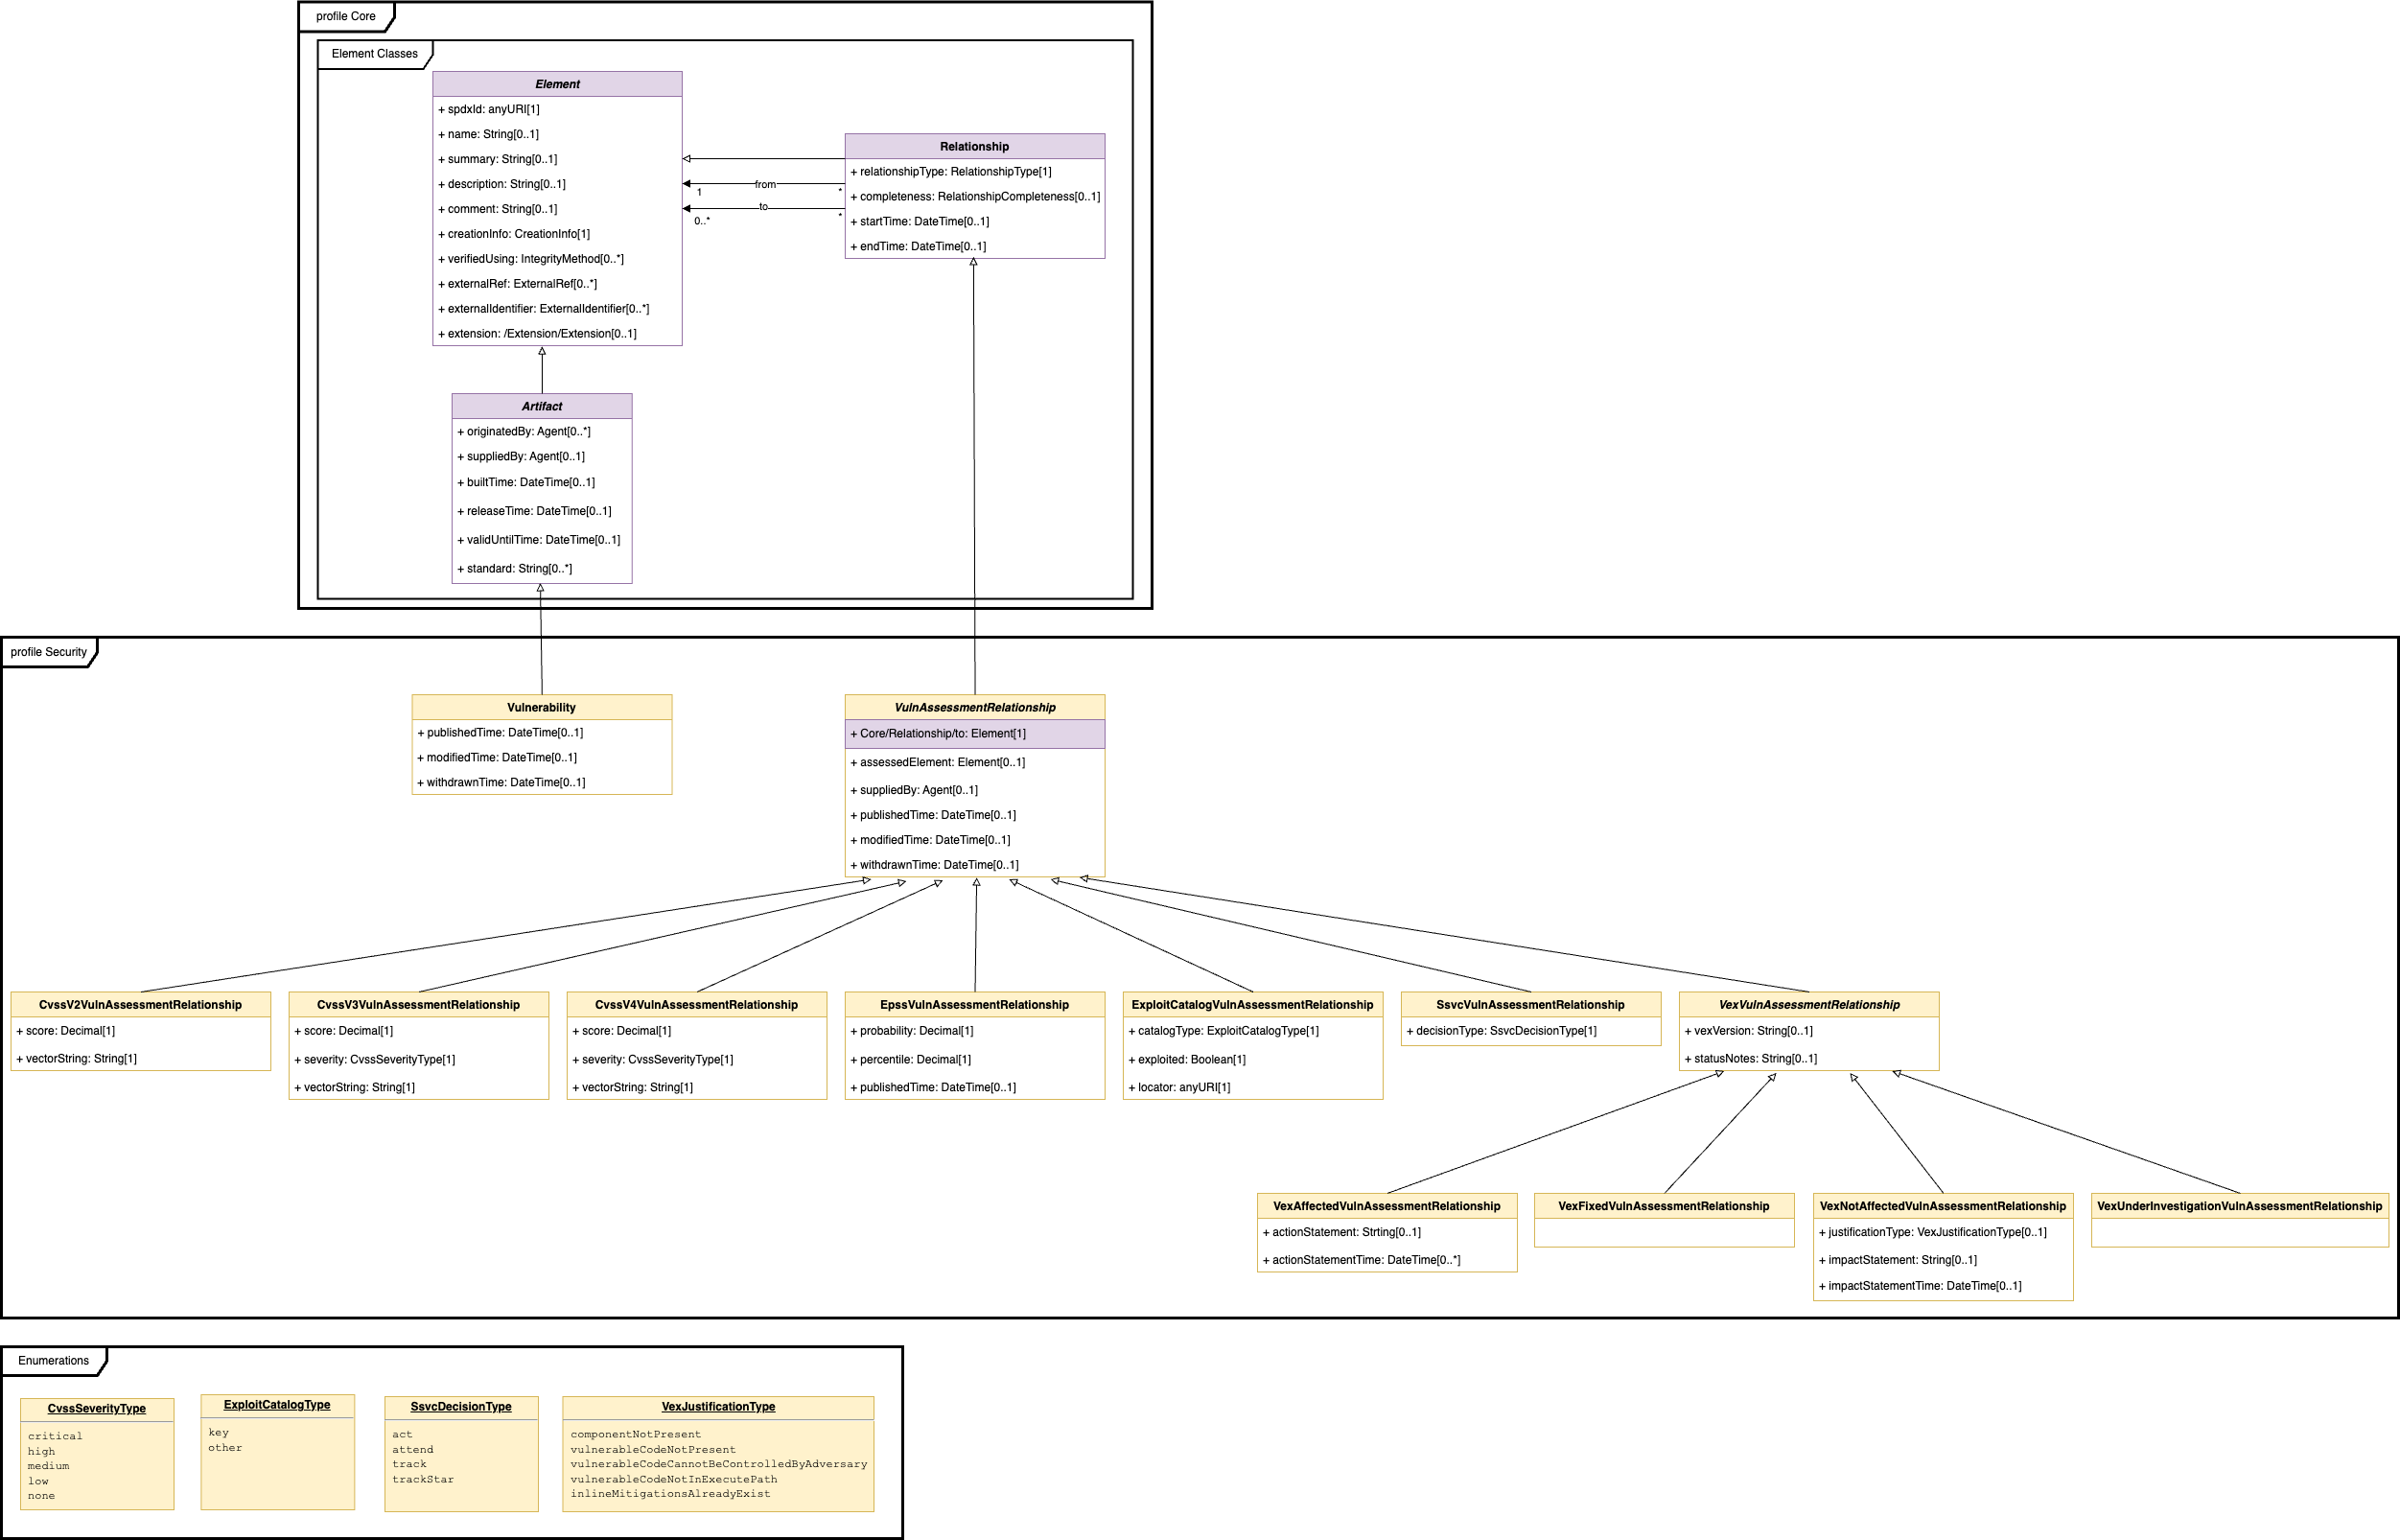 profile Core
Element Classes
Element
+ spdxId: anyURI[1]
+ name: String[0..1]
+ summary: String[0..1]
+ description: String[0..1]
+ comment: String[0..1]
+ creationInfo: CreationInfo[1]
+ verifiedUsing: IntegrityMethod[0..*]
+ externalRef: ExternalRef[0..*]
+ externalIdentifier: ExternalIdentifier[0..*]
+ extension: /Extension/Extension[0..1]
from
1
*
to
0..*
*
Relationship
+ relationshipType: RelationshipType[1]
+ completeness: RelationshipCompleteness[0..1]
+ startTime: DateTime[0..1]
+ endTime: DateTime[0..1]
Artifact
+ originatedBy: Agent[0..*]
+ suppliedBy: Agent[0..1]
+ builtTime: DateTime[0..1]
+ releaseTime: DateTime[0..1]
+ validUntilTime: DateTime[0..1]
+ standard: String[0..*]
profile Security
Vulnerability
+ publishedTime: DateTime[0..1]
+ modifiedTime: DateTime[0..1]
+ withdrawnTime: DateTime[0..1]
VulnAssessmentRelationship
+ Core/Relationship/to: Element[1]
+ assessedElement: Element[0..1]
+ suppliedBy: Agent[0..1]
+ publishedTime: DateTime[0..1]
+ modifiedTime: DateTime[0..1]
+ withdrawnTime: DateTime[0..1]
CvssV2VulnAssessmentRelationship
+ score: Decimal[1]
+ vectorString: String[1]
CvssV3VulnAssessmentRelationship
+ score: Decimal[1]
+ severity: CvssSeverityType[1]
+ vectorString: String[1]
CvssV4VulnAssessmentRelationship
+ score: Decimal[1]
+ severity: CvssSeverityType[1]
+ vectorString: String[1]
EpssVulnAssessmentRelationship
+ probability: Decimal[1]
+ percentile: Decimal[1]
+ publishedTime: DateTime[0..1]
ExploitCatalogVulnAssessmentRelationship
+ catalogType: ExploitCatalogType[1]
+ exploited: Boolean[1]
+ locator: anyURI[1]
SsvcVulnAssessmentRelationship
+ decisionType: SsvcDecisionType[1]
VexVulnAssessmentRelationship
+ vexVersion: String[0..1]
+ statusNotes: String[0..1]
VexAffectedVulnAssessmentRelationship
+ actionStatement: Strting[0..1]
+ actionStatementTime: DateTime[0..*]
VexFixedVulnAssessmentRelationship
VexNotAffectedVulnAssessmentRelationship
+ justificationType: VexJustificationType[0..1]
+ impactStatement: String[0..1]
+ impactStatementTime: DateTime[0..1]
VexUnderInvestigationVulnAssessmentRelationship
Enumerations
CvssSeverityType
critical
high
medium
low
none
ExploitCatalogType
key
other
SsvcDecisionType
act
attend
track
trackStar
VexJustificationType
componentNotPresent
vulnerableCodeNotPresent
vulnerableCodeCannotBeControlledByAdversary
vulnerableCodeNotInExecutePath
inlineMitigationsAlreadyExist